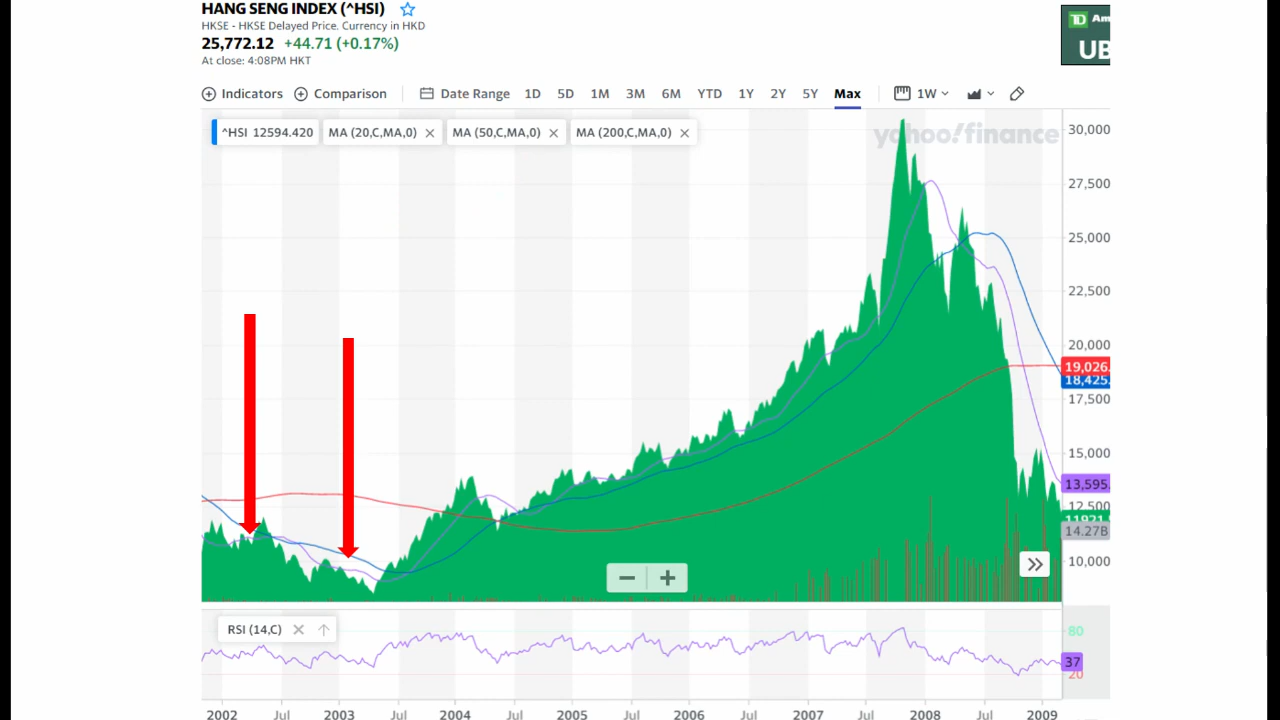 HANG SENG INDEX (^HSI)
HKSE - HKSE Delayed Price. Currency in HKD
25,772.12 +44.71 (+0.17%)
At close: 4:08PM HKT
Indicators Comparison Date Range 1D 5D 1M 3M 6M YTD 1Y 2Y 5Y Max 1W
^HSI 12594.420 MA (20,C,MA,0) MA (50,C,MA,0) MA (200,C,MA,0)
yahoo!finance
TD Am
UB
30,000
27,500
25,000
22,500
20,000
19,026.
18,425.
17,500
15,000
13,595.
12,500
14.27B
10,000
RSI (14,C)
80
37
20
2002 Jul 2003 Jul 2004 Jul 2005 Jul 2006 Jul 2007 Jul 2008 Jul 2009